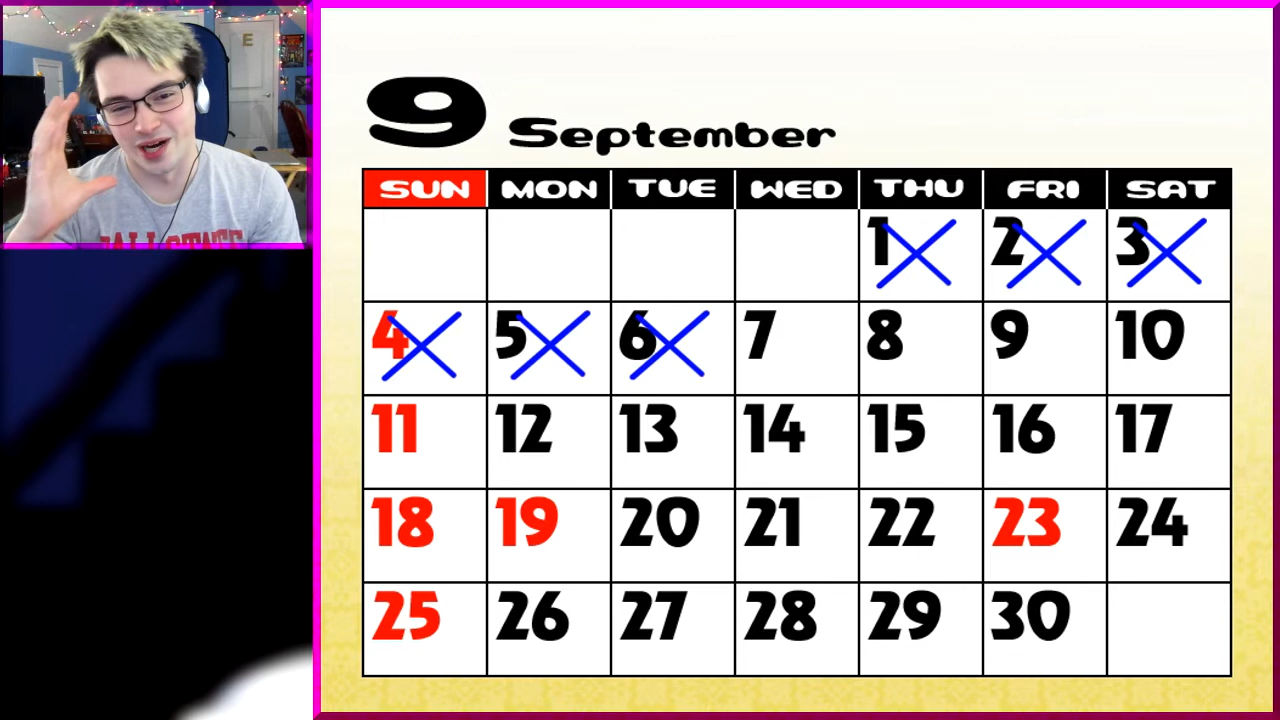 E
BALL STATE
9 September
SUN MON TUE WED THU FRI SAT
1 2 3
4 5 6 7 8 9 10
11 12 13 14 15 16 17
18 19 20 21 22 23 24
25 26 27 28 29 30